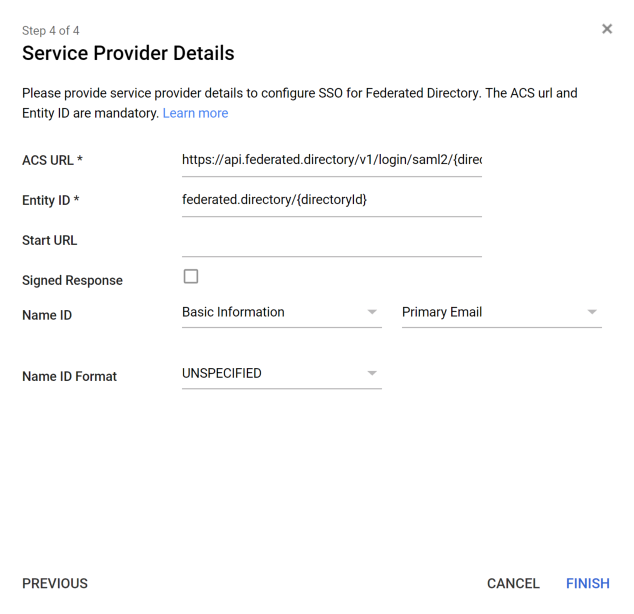 Step 4 of 4
Service Provider Details
Please provide service provider details to configure SSO for Federated Directory. The ACS url and
Entity ID are mandatory. Learn more
ACS URL * https://api.federated.directory/v1/login/saml2/{direc
Entity ID * federated.directory/{directoryId}
Start URL
Signed Response
Name ID Basic Information Primary Email
Name ID Format UNSPECIFIED
PREVIOUS CANCEL FINISH